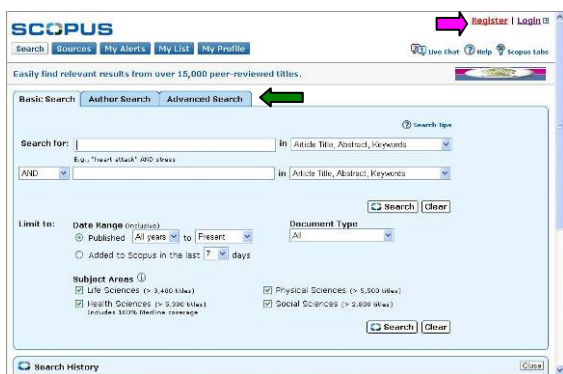 Register | Login
SCOPUS
Search Sources My Alerts My List My Profile
Live Chat Help Scopus Labs
Easily find relevant results from over 15,000 peer-reviewed titles.
Basic Search Author Search Advanced Search
Search Tips
Search for: in Article Title, Abstract, Keywords
E.g., "heart attack" AND stress
AND in Article Title, Abstract, Keywords
Search Clear
Limit to: Date Range (inclusive) Document Type
Published All years to Present All
Added to Scopus in the last 7 days
Subject Areas
Life Sciences (> 3,400 titles) Physical Sciences (> 5,500 titles)
Health Sciences (> 5,300 titles) Social Sciences (> 2,800 titles)
Includes 100% Medline coverage
Search Clear
Search History Close